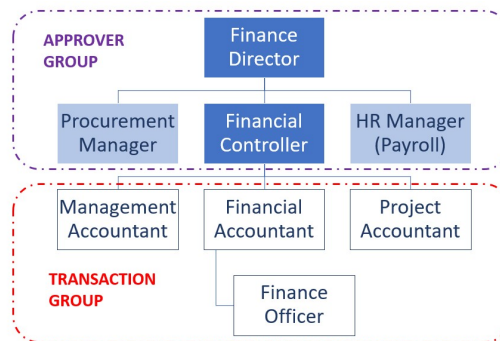 APPROVER
GROUP
Finance
Director
Procurement
Manager
Financial
Controller
HR Manager
(Payroll)
Management
Accountant
Financial
Accountant
Project
Accountant
TRANSACTION
GROUP
Finance
Officer